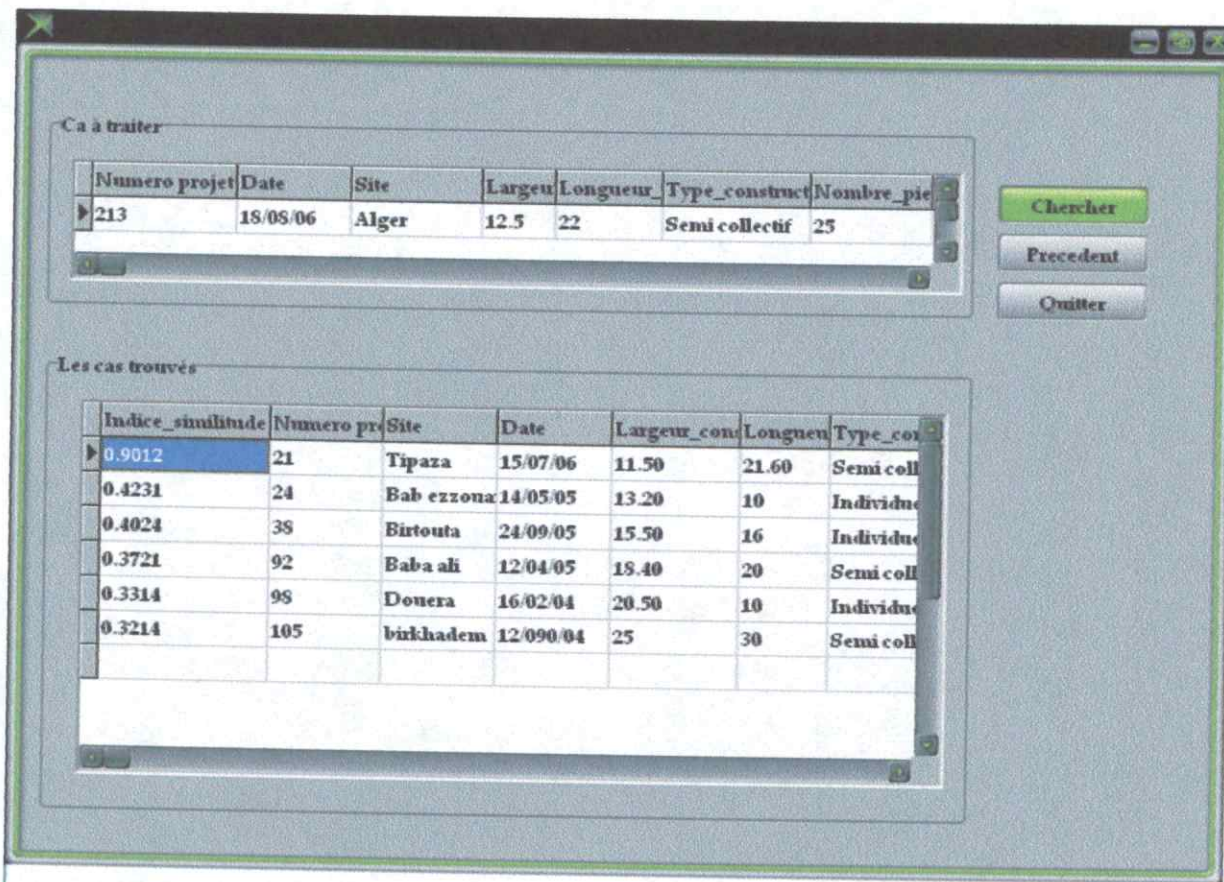 Ca à traiter
Numero projet Date Site Largeu Longueur_ Type_construct Nombre_pie
213 18/08/06 Alger 12.5 22 Semi collectif 25
Chercher
Precedent
Quitter
Les cas trouvés
Indice_similitude Numero pr Site Date Largeur_con Longueu Type_con
0.9012 21 Tipaza 15/07/06 11.50 21.60 Semi coll
0.4231 24 Bab ezzoua 14/05/05 13.20 10 Individue
0.4024 38 Birtouta 24/09/05 15.50 16 Individue
0.3721 92 Baba ali 12/04/05 18.40 20 Semi coll
0.3314 98 Douera 16/02/04 20.50 10 Individue
0.3214 105 birkhadem 12/090/04 25 30 Semi coll